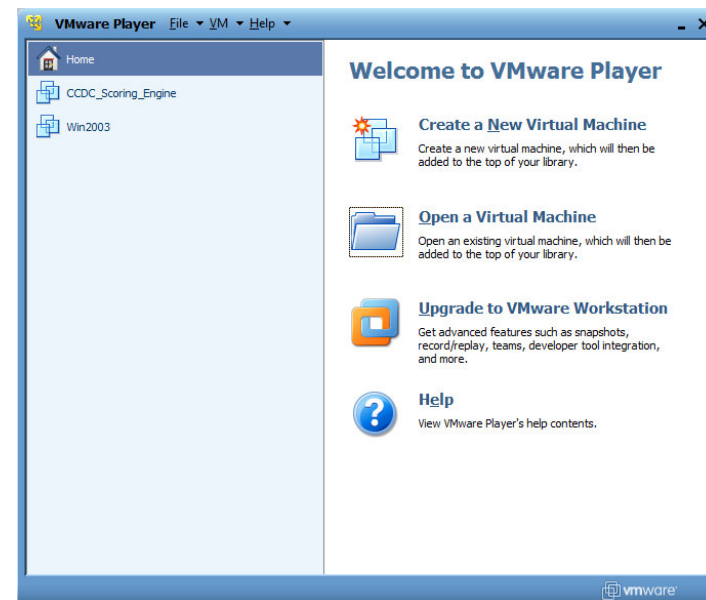 VMware Player File VM Help
Home
CCDC_Scoring_Engine
Win2003
Welcome to VMware Player
Create a New Virtual Machine
Create a new virtual machine, which will then be
added to the top of your library.
Open a Virtual Machine
Open an existing virtual machine, which will then be
added to the top of your library.
Upgrade to VMware Workstation
Get advanced features such as snapshots,
record/replay, teams, developer tool integration,
and more.
Help
View VMware Player's help contents.
vmware